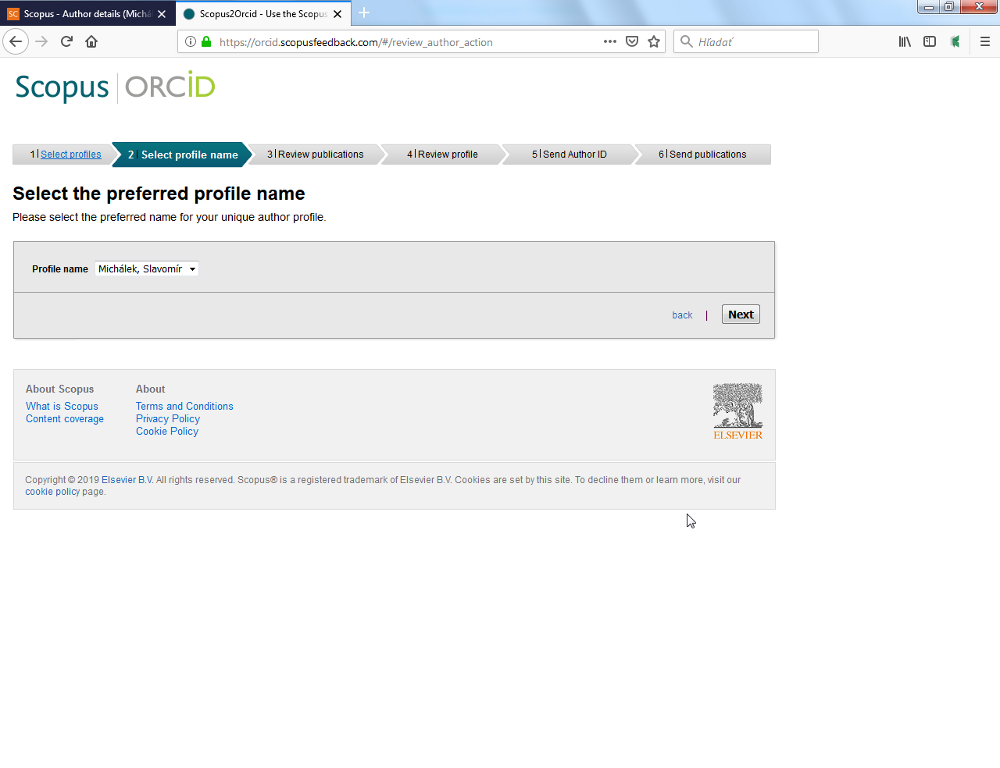 SC Scopus - Author details (Michál
Scopus2Orcid - Use the Scopus
https://orcid.scopusfeedback.com/#/review_author_action
Hľadať
Scopus | ORCID
1 | Select profiles
2 | Select profile name
3 | Review publications
4 | Review profile
5 | Send Author ID
6 | Send publications
Select the preferred profile name
Please select the preferred name for your unique author profile.
Profile name Michálek, Slavomír
back | Next
About Scopus
What is Scopus
Content coverage
About
Terms and Conditions
Privacy Policy
Cookie Policy
ELSEVIER
Copyright © 2019 Elsevier B.V. All rights reserved. Scopus® is a registered trademark of Elsevier B.V. Cookies are set by this site. To decline them or learn more, visit our
cookie policy page.